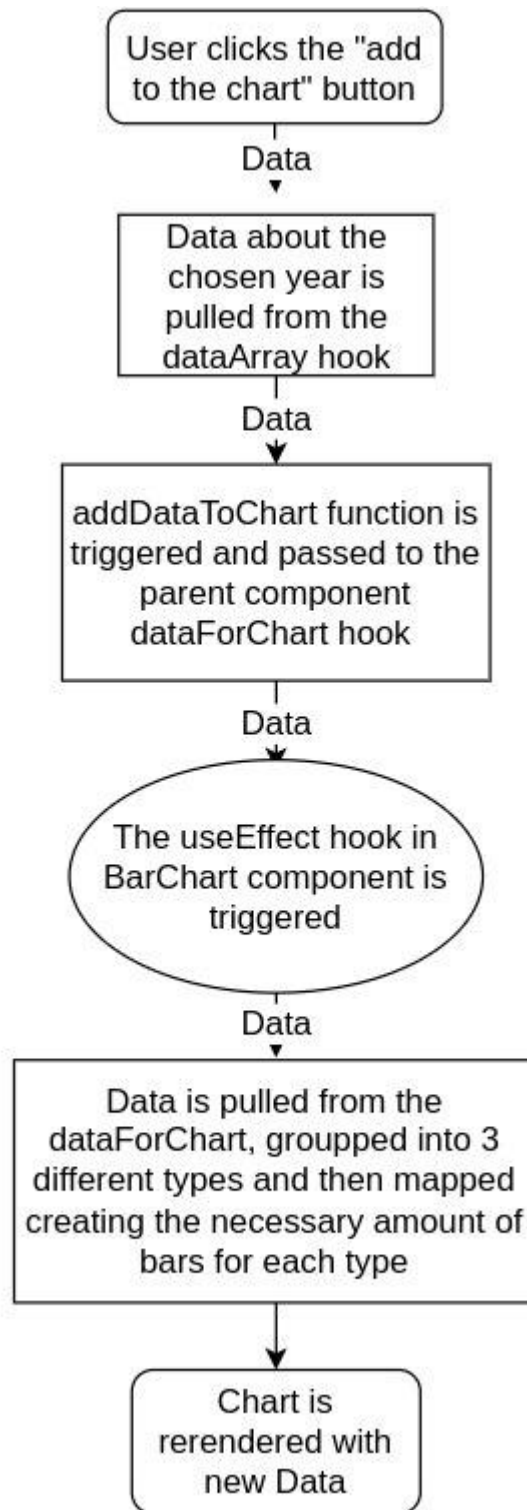 User clicks the "add
to the chart" button
Data
Data about the
chosen year is
pulled from the
dataArray hook
Data
addDataToChart function is
triggered and passed to the
parent component
dataForChart hook
Data
The useEffect hook in
BarChart component is
triggered
Data
Data is pulled from the
dataForChart, groupped into 3
different types and then mapped
creating the necessary amount of
bars for each type
Chart is
rerendered with
new Data